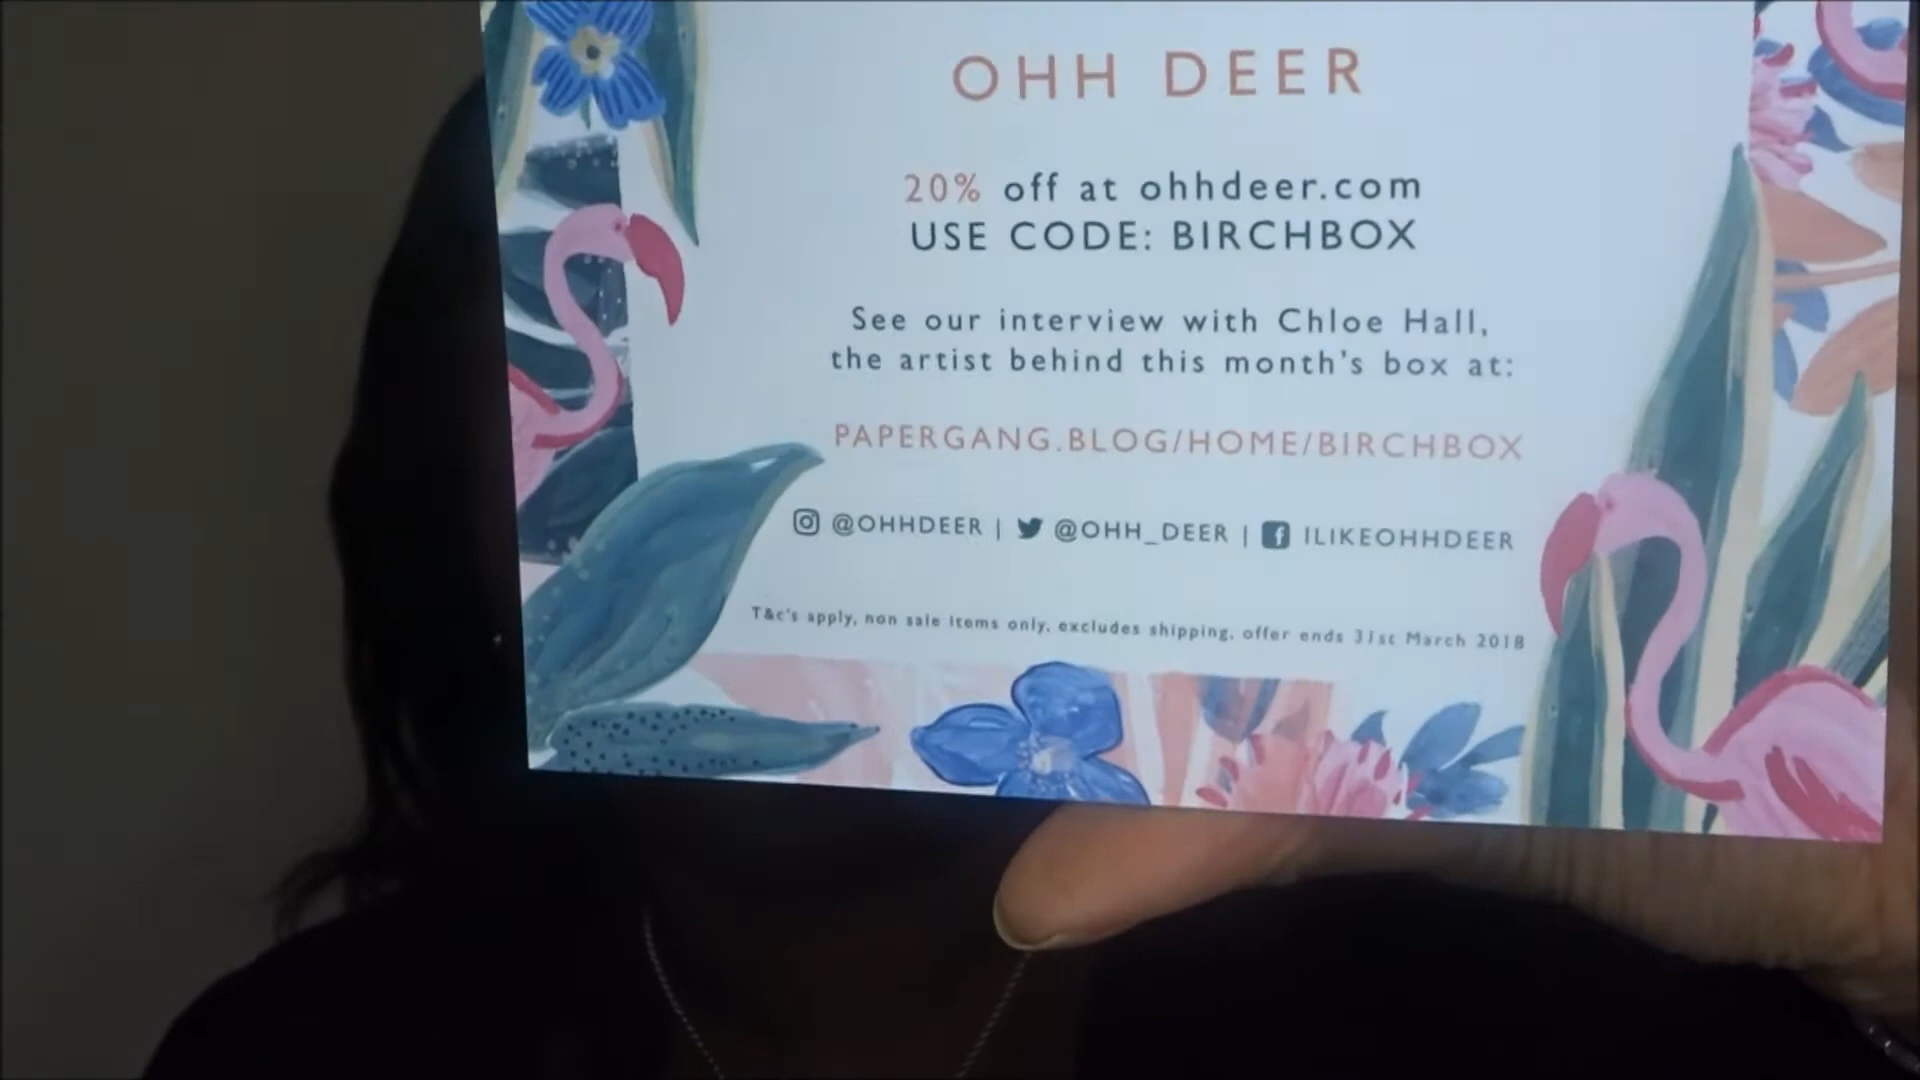 OHH DEER
20% off at ohhdeer.com
USE CODE: BIRCHBOX
See our interview with Chloe Hall,
the artist behind this month's box at:
PAPERGANG.BLOG/HOME/BIRCHBOX
@OHHDEER | @OHH_DEER | ILIKEOHHDEER
T&c's apply, non sale items only, excludes shipping, offer ends 31st March 2018